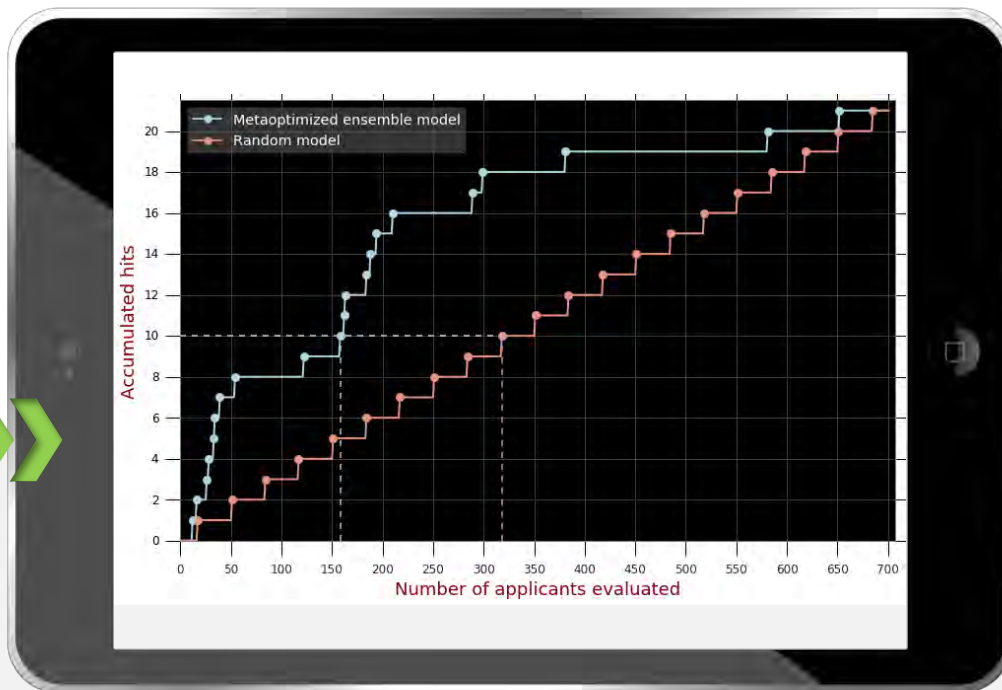 Metaoptimized ensemble model
Random model
Accumulated hits
20
18
16
14
12
10
8
6
4
2
0
0 50 100 150 200 250 300 350 400 450 500 550 600 650 700
Number of applicants evaluated